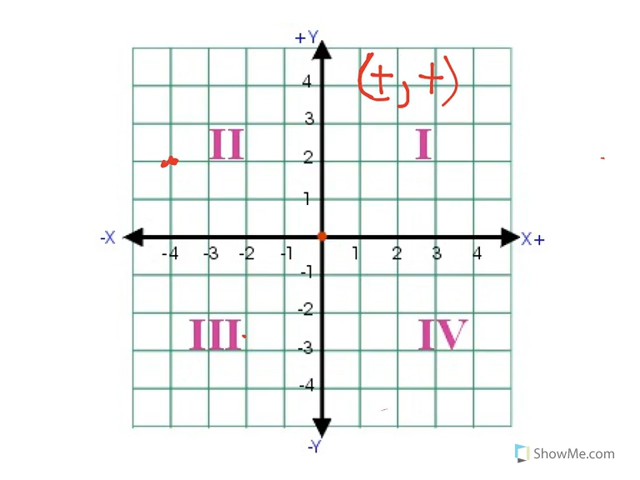 +Y
4
(+, +)
3
II
I
2
1
-X
X+
-4 -3 -2 -1 1 2 3 4
-1
-2
III
IV
-3
-4
-Y
ShowMe.com